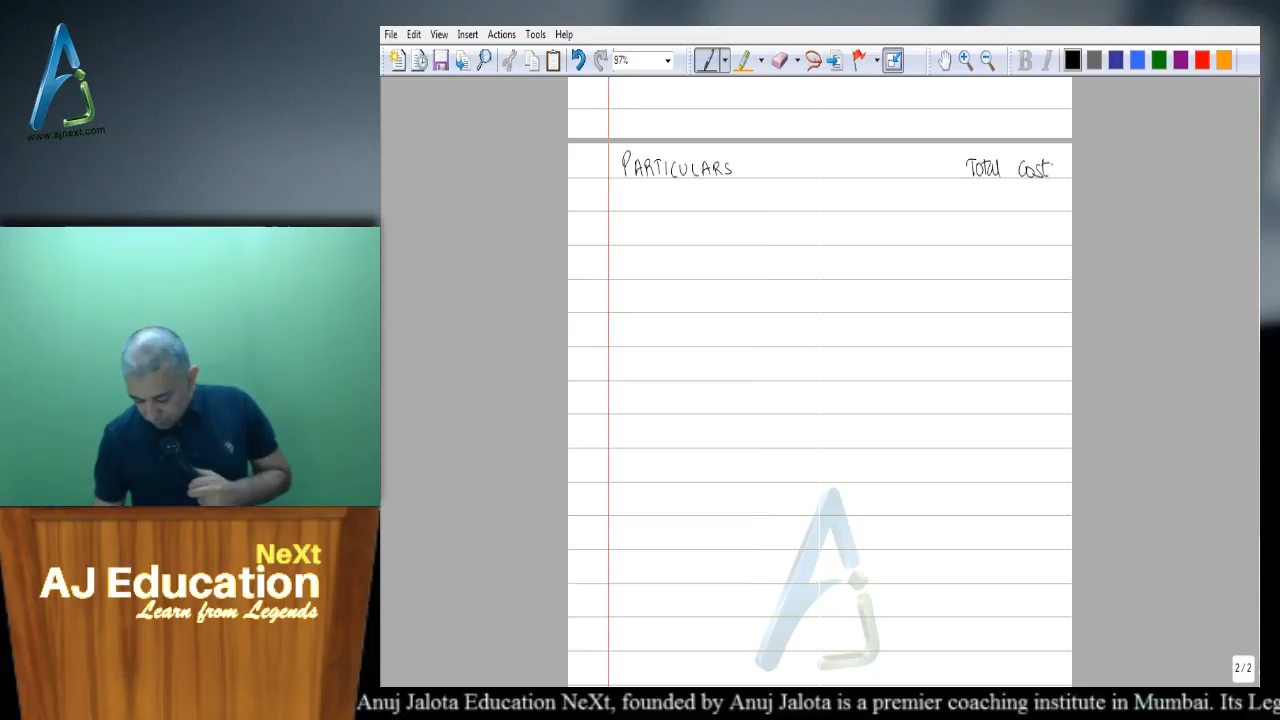 www.ajnext.com
File Edit View Insert Actions Tools Help
97%
B I
PARTICULARS Total Cost
NeXt
AJ Education
Learn from Legends
2 / 2
Anuj Jalota Education NeXt, founded by Anuj Jalota is a premier coaching institute in Mumbai. Its Leg